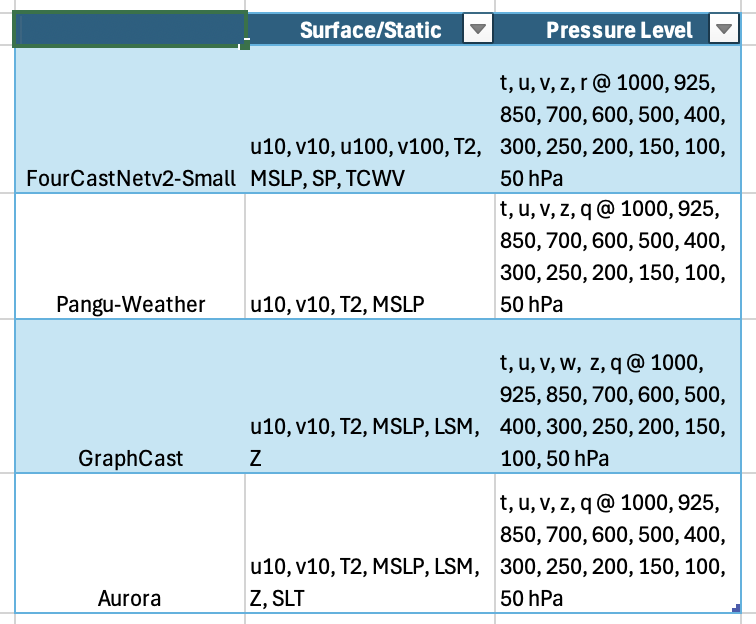 Surface/Static
Pressure Level
FourCastNetv2-Small
u10, v10, u100, v100, T2,
MSLP, SP, TCWV
t, u, v, z, r @ 1000, 925,
850, 700, 600, 500, 400,
300, 250, 200, 150, 100,
50 hPa
Pangu-Weather
u10, v10, T2, MSLP
t, u, v, z, q @ 1000, 925,
850, 700, 600, 500, 400,
300, 250, 200, 150, 100,
50 hPa
GraphCast
u10, v10, T2, MSLP, LSM,
Z
t, u, v, w,  z, q @ 1000,
925, 850, 700, 600, 500,
400, 300, 250, 200, 150,
100, 50 hPa
Aurora
u10, v10, T2, MSLP, LSM,
Z, SLT
t, u, v, z, q @ 1000, 925,
850, 700, 600, 500, 400,
300, 250, 200, 150, 100,
50 hPa